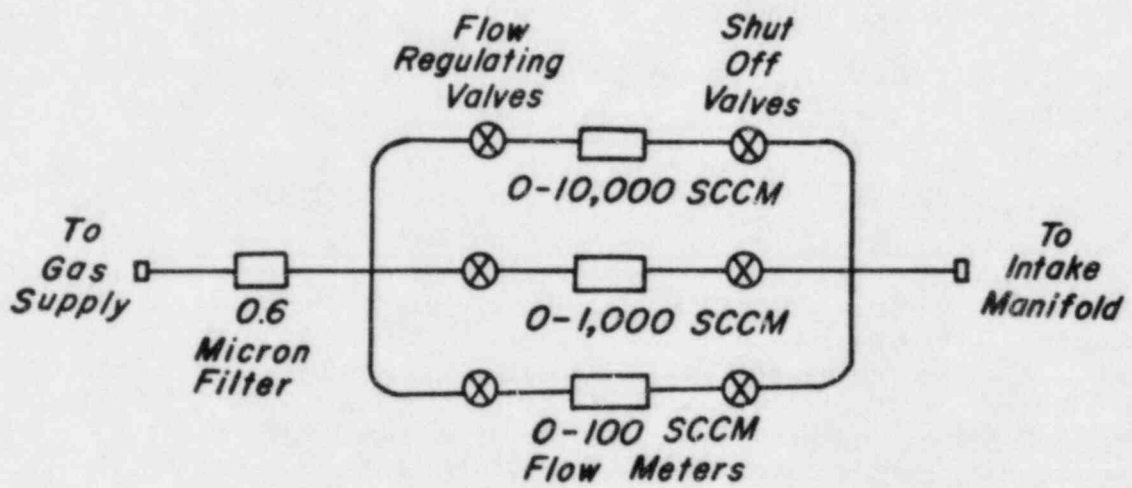 Flow
Regulating
Valves
Shut
Off
Valves
0-10,000 SCCM
To
Gas
Supply
0.6
Micron
Filter
0-1,000 SCCM
To
Intake
Manifold
0-100 SCCM
Flow Meters